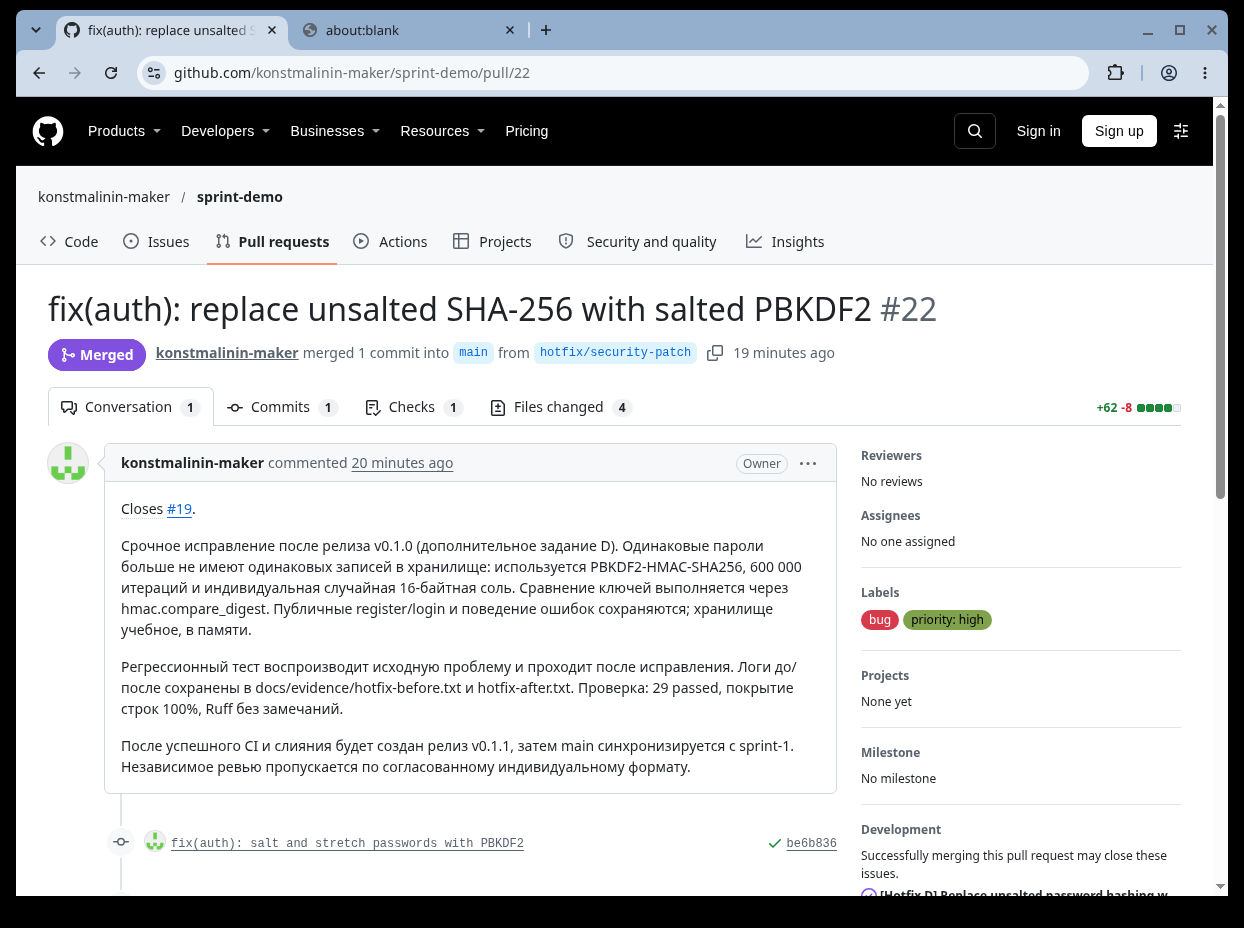 fix(auth): replace unsalted S
about:blank
github.com/konstmalinin-maker/sprint-demo/pull/22
Products Developers Businesses Resources Pricing Sign in Sign up
konstmalinin-maker / sprint-demo
Code Issues Pull requests Actions Projects Security and quality Insights
fix(auth): replace unsalted SHA-256 with salted PBKDF2 #22
Merged konstmalinin-maker merged 1 commit into main from hotfix/security-patch 19 minutes ago
Conversation 1 Commits 1 Checks 1 Files changed 4 +62 -8
konstmalinin-maker commented 20 minutes ago Owner
Closes #19.
Срочное исправление после релиза v0.1.0 (дополнительное задание D). Одинаковые пароли
больше не имеют одинаковых записей в хранилище: используется PBKDF2-HMAC-SHA256, 600 000
итераций и индивидуальная случайная 16-байтная соль. Сравнение ключей выполняется через
hmac.compare_digest. Публичные register/login и поведение ошибок сохраняются; хранилище
учебное, в памяти.
Регрессионный тест воспроизводит исходную проблему и проходит после исправления. Логи до/
после сохранены в docs/evidence/hotfix-before.txt и hotfix-after.txt. Проверка: 29 passed, покрытие
строк 100%, Ruff без замечаний.
После успешного CI и слияния будет создан релиз v0.1.1, затем main синхронизируется с sprint-1.
Независимое ревью пропускается по согласованному индивидуальному формату.
fix(auth): salt and stretch passwords with PBKDF2 be6b836
Reviewers
No reviews
Assignees
No one assigned
Labels
bug priority: high
Projects
None yet
Milestone
No milestone
Development
Successfully merging this pull request may close these
issues.
[Hotfix D] Replace unsalted password hashing w